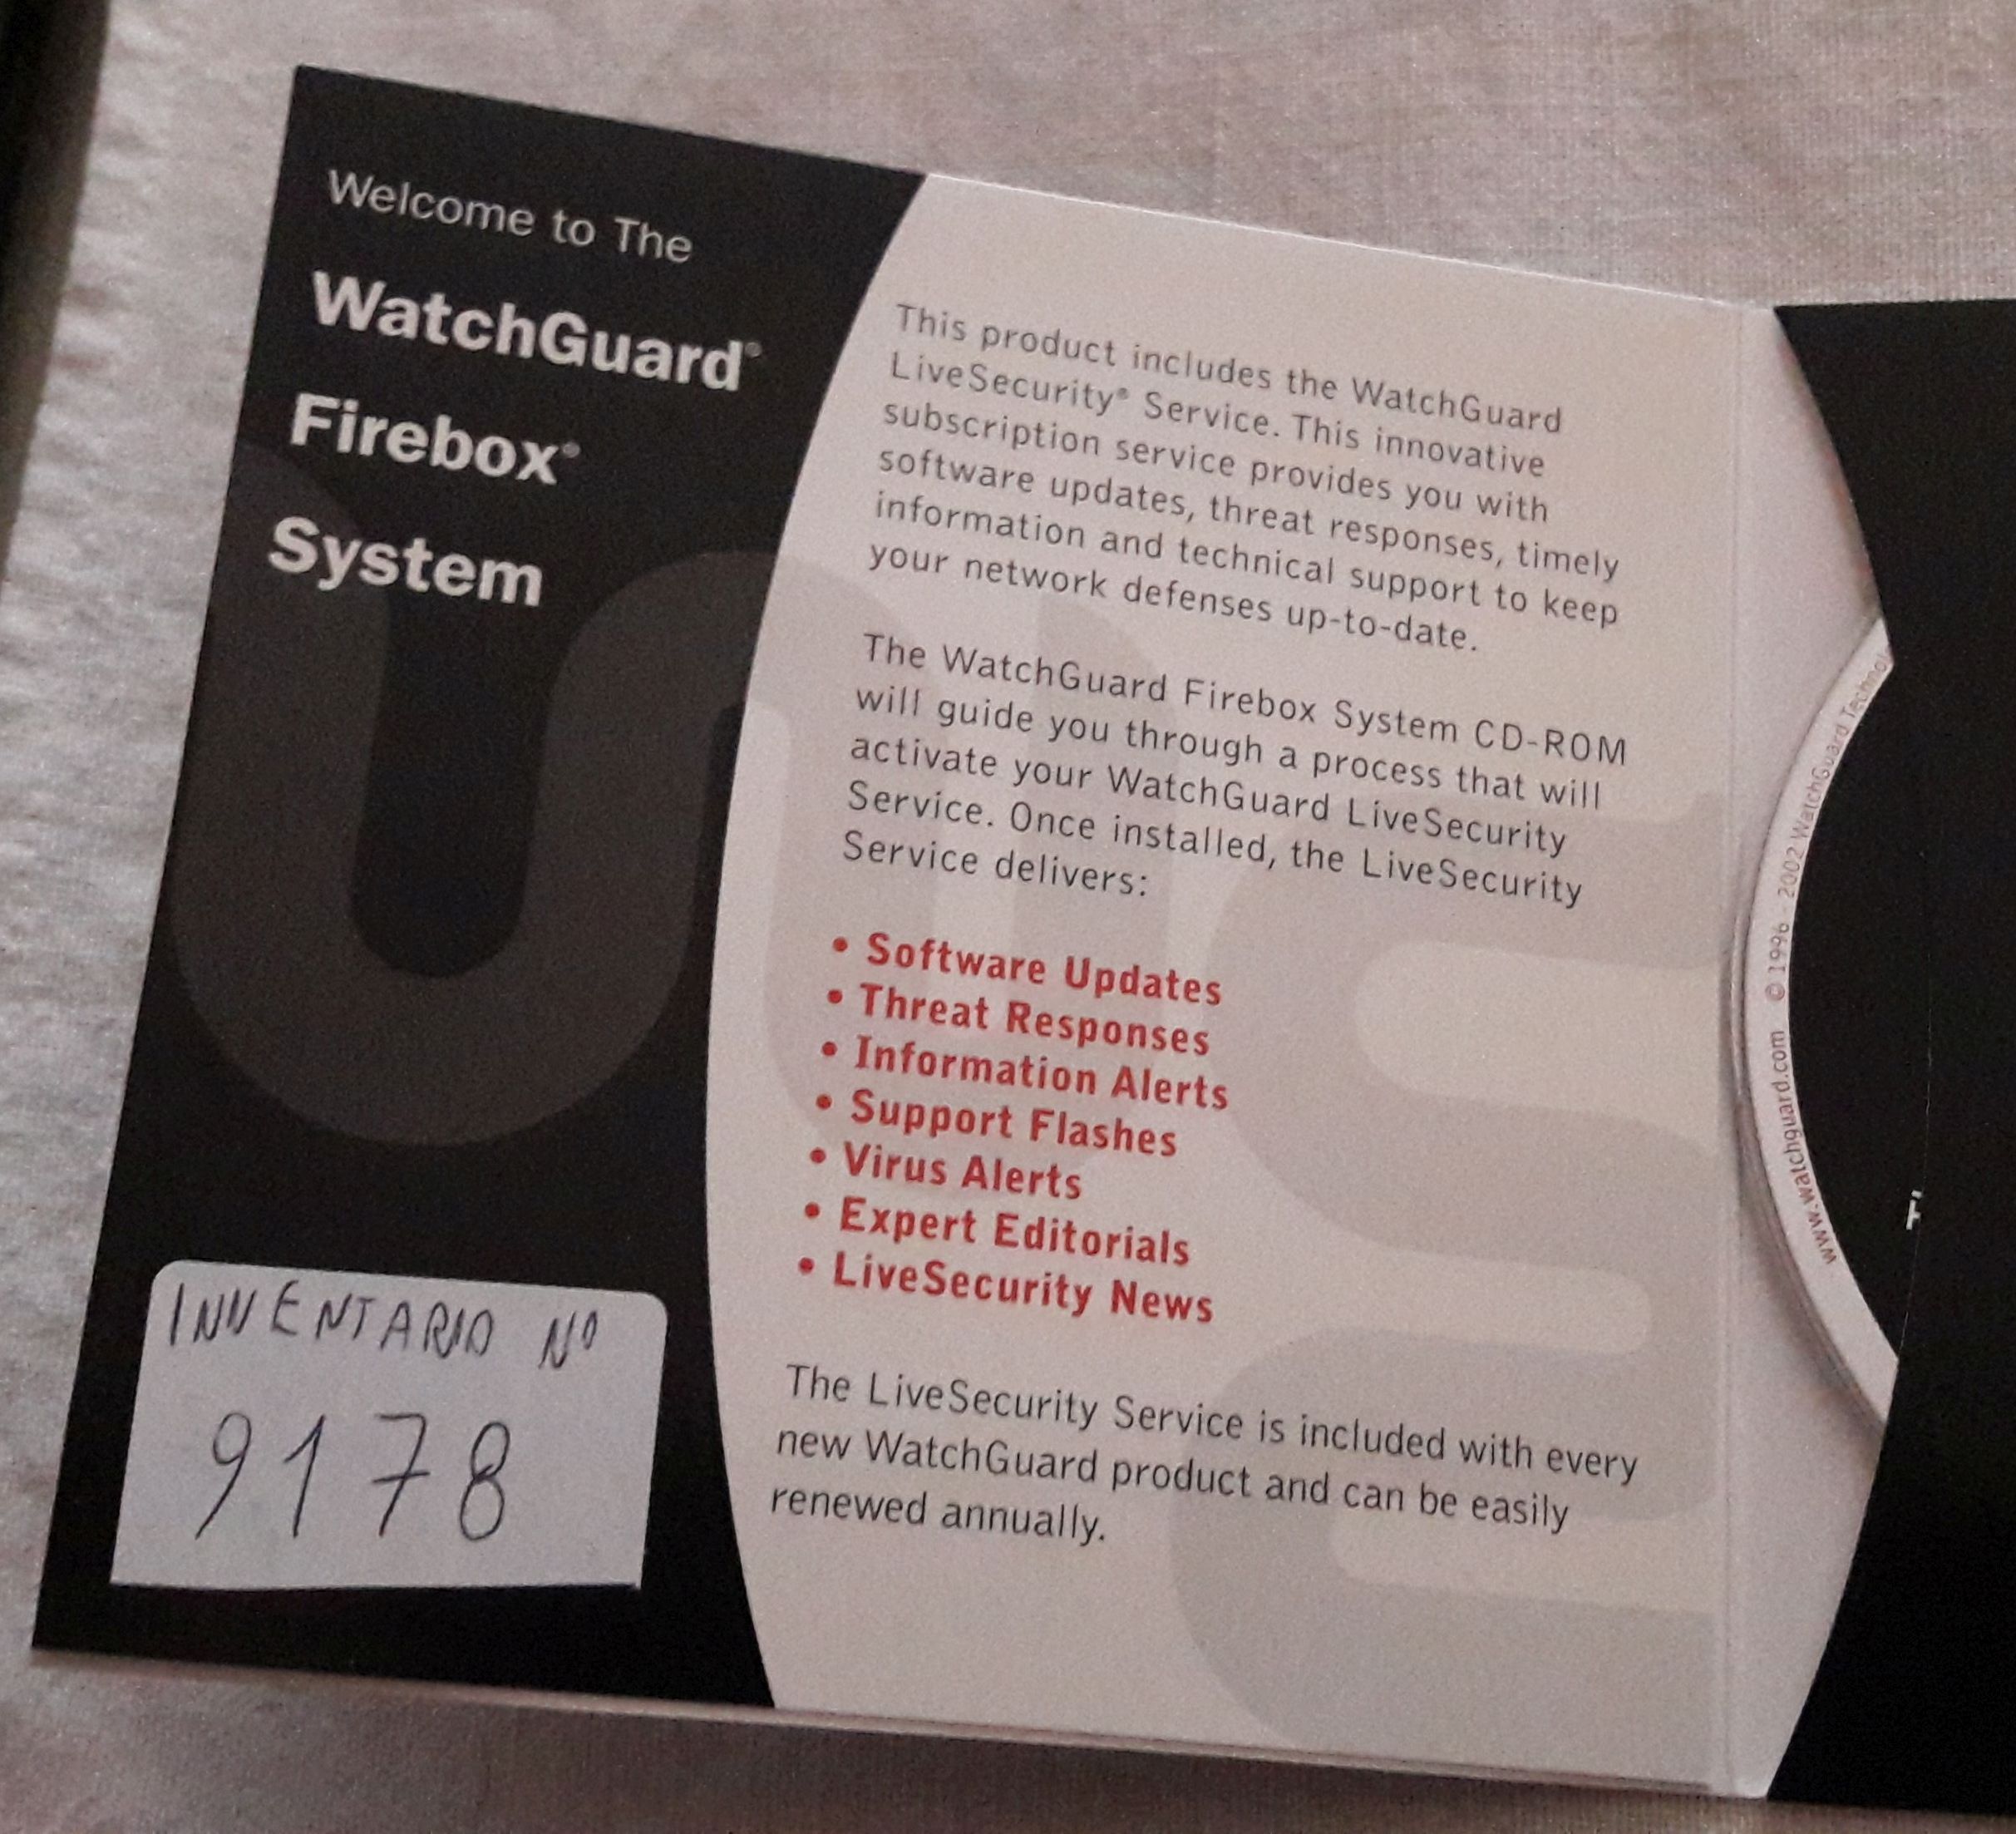 Welcome to The
WatchGuard®
Firebox®
System
This product includes the WatchGuard
LiveSecurity® Service. This innovative
subscription service provides you with
software updates, threat responses, timely
information and technical support to keep
your network defenses up-to-date.
The WatchGuard Firebox System CD-ROM
will guide you through a process that will
activate your WatchGuard LiveSecurity
Service. Once installed, the LiveSecurity
Service delivers:
• Software Updates
• Threat Responses
• Information Alerts
• Support Flashes
• Virus Alerts
• Expert Editorials
• LiveSecurity News
The LiveSecurity Service is included with every
new WatchGuard product and can be easily
renewed annually.
INVENTARIO Nº
9178
www.watchguard.com © 1996 - 2002 WatchGuard